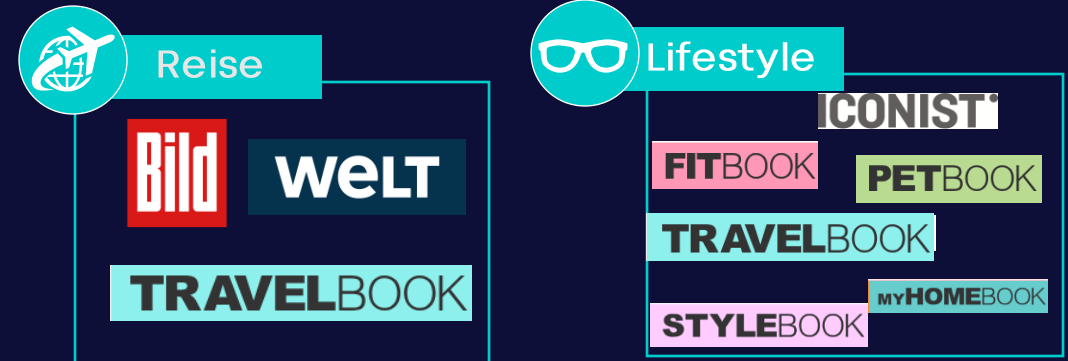 Reise
Bild
WELT
TRAVELBOOK
Lifestyle
ICONIST
FITBOOK
PETBOOK
TRAVELBOOK
MYHOMEBOOK
STYLEBOOK